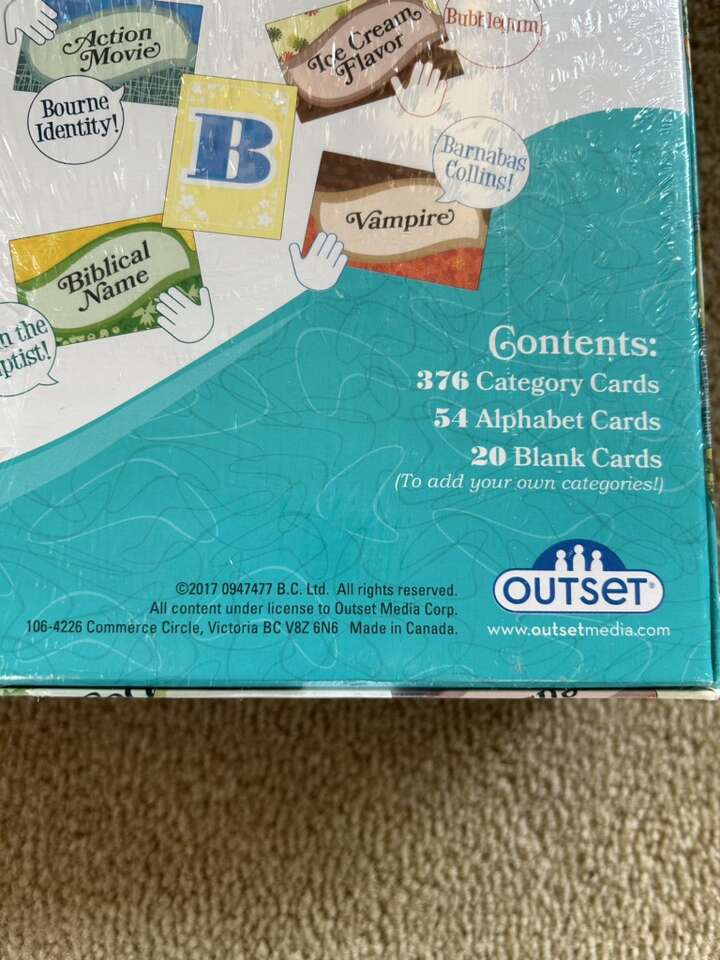 Action
Movie
Ice Cream
Flavor
Bubblegum!
Bourne
Identity!
B
Barnabas
Collins!
Vampire
Biblical
Name
n the
ptist!
Contents:
376 Category Cards
54 Alphabet Cards
20 Blank Cards
(To add your own categories!)
©2017 0947477 B.C. Ltd. All rights reserved.
All content under license to Outset Media Corp.
106-4226 Commerce Circle, Victoria BC V8Z 6N6 Made in Canada.
OUTSET®
www.outsetmedia.com